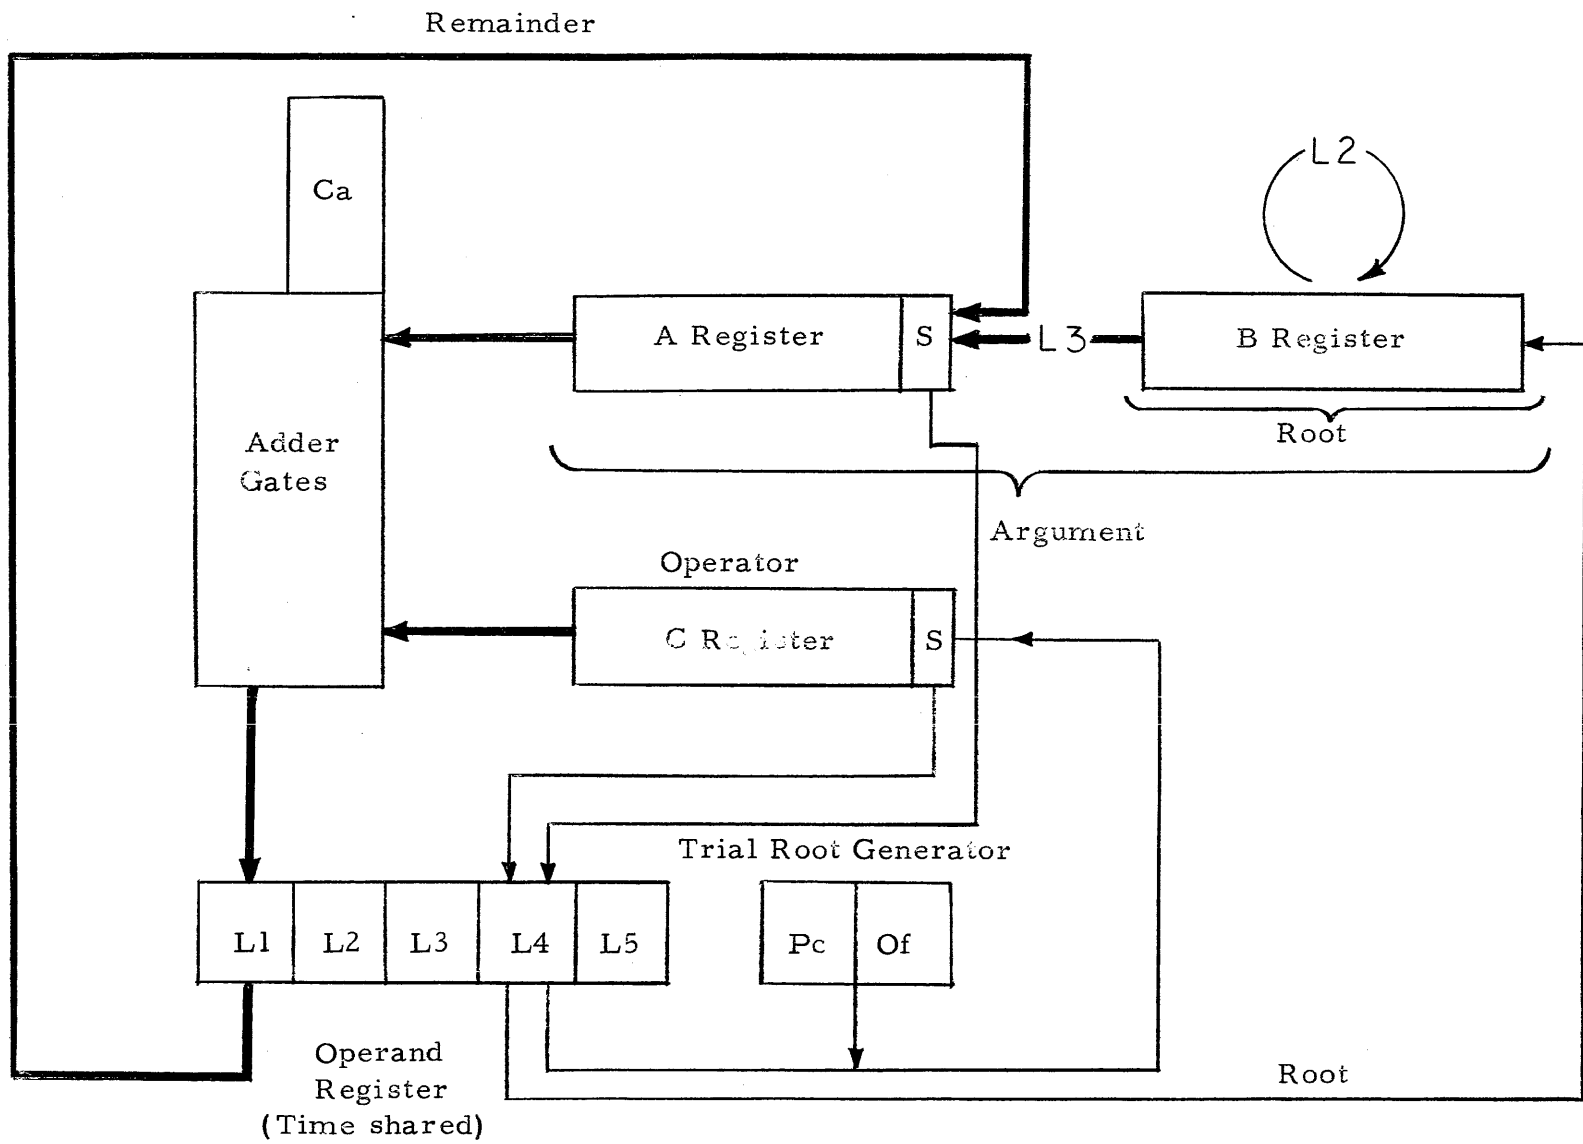 Remainder
Ca
L2
A Register
S
L3
B Register
Root
Adder
Gates
Argument
Operator
C Register
S
Trial Root Generator
L1
L2
L3
L4
L5
Pc
Of
Operand
Register
(Time shared)
Root